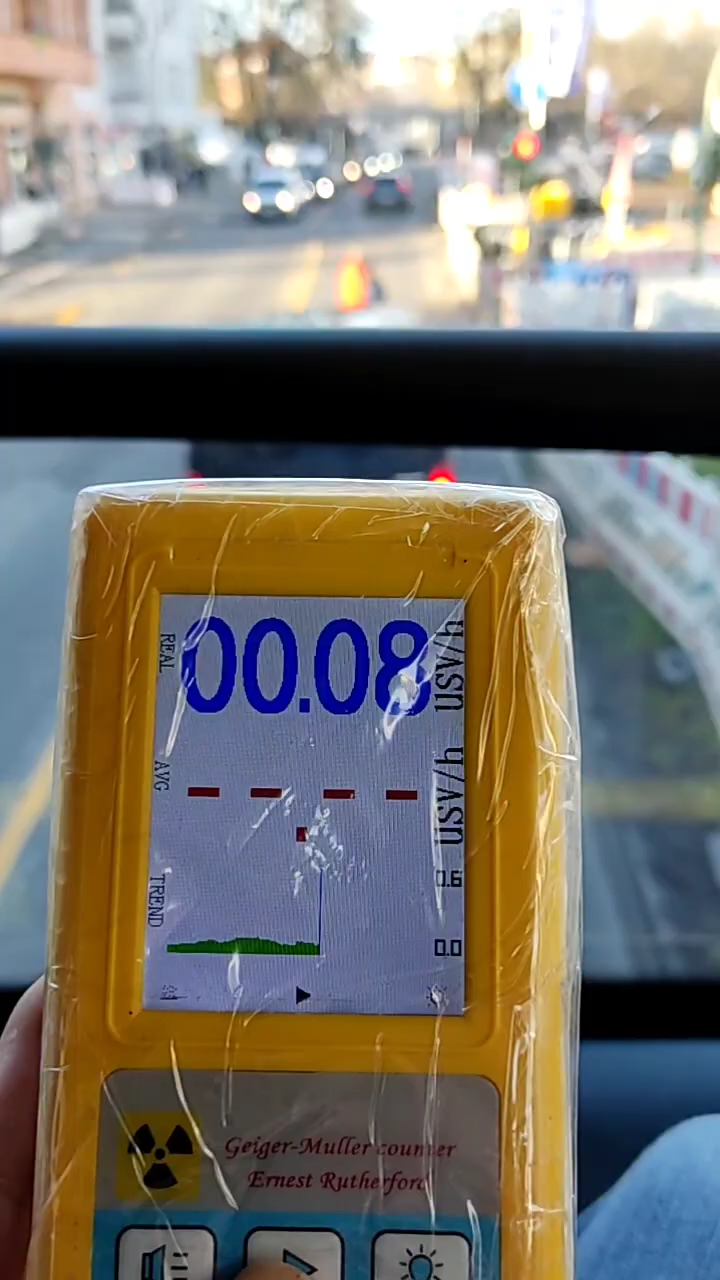 REAL 00.08 usv/h
AVG - - - - usv/h
TREND
0.6
0.0
Geiger-Muller counter
Ernest Rutherford